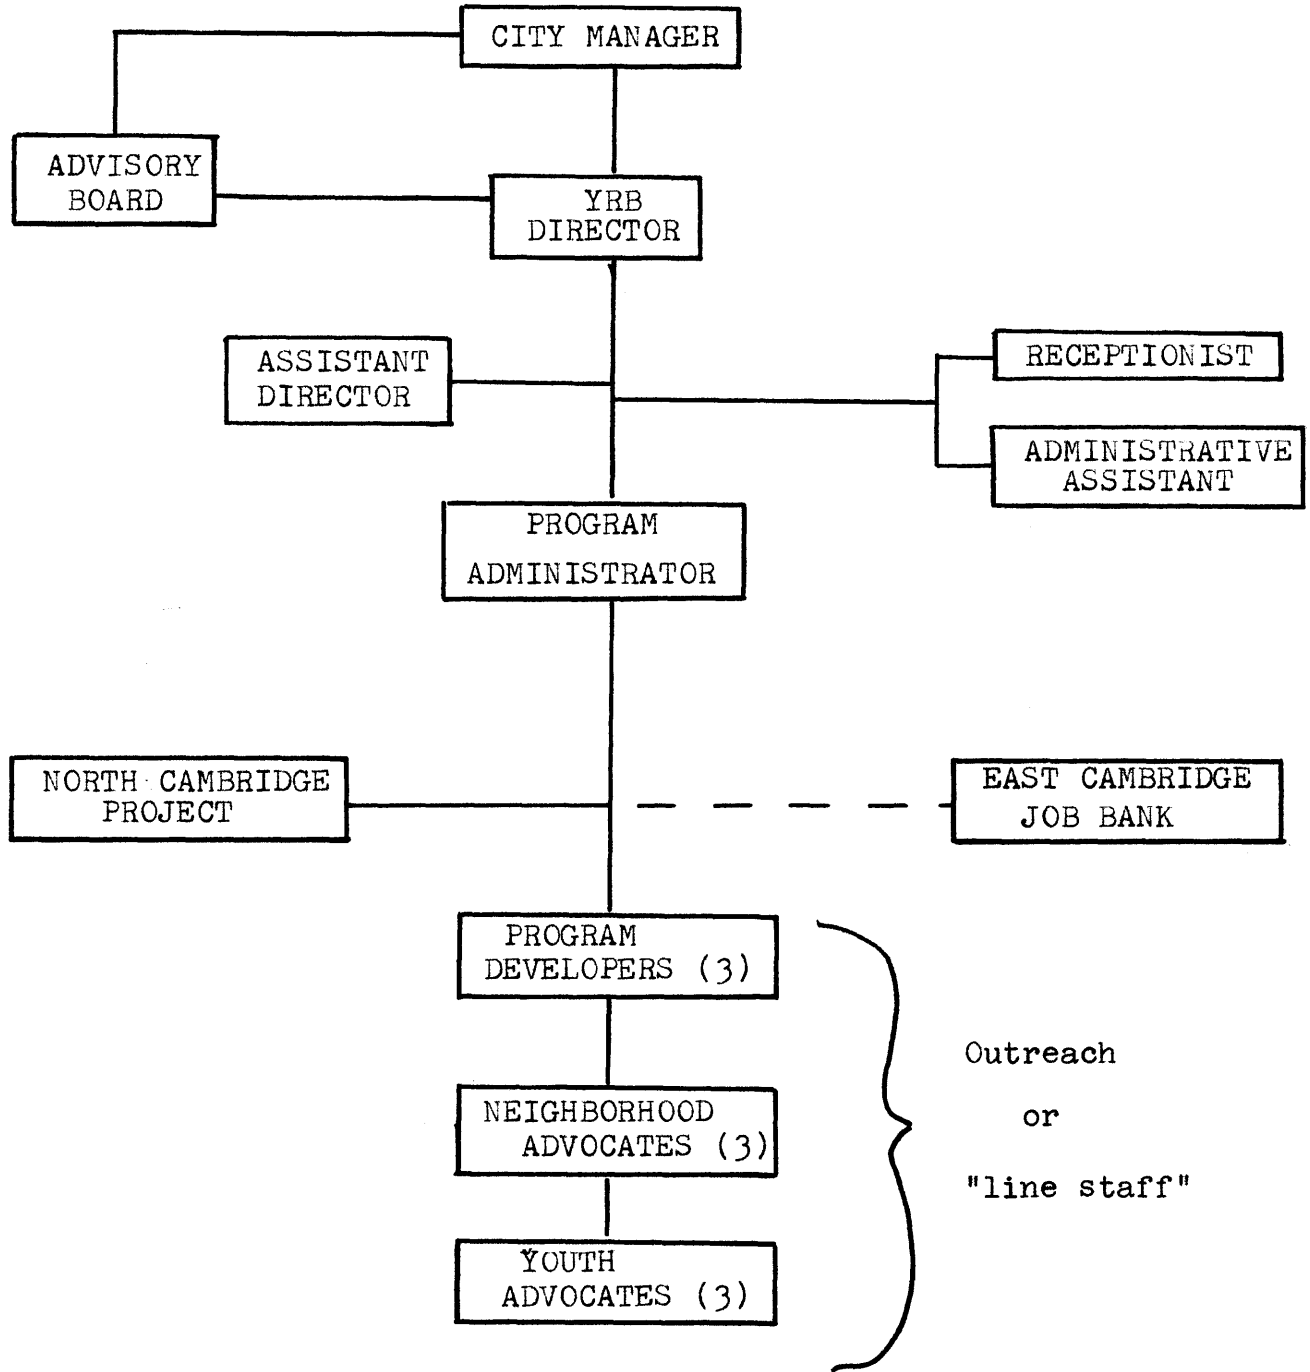 CITY MANAGER
ADVISORY
BOARD
YRB
DIRECTOR
ASSISTANT
DIRECTOR
RECEPTIONIST
ADMINISTRATIVE
ASSISTANT
PROGRAM
ADMINISTRATOR
NORTH CAMBRIDGE
PROJECT
EAST CAMBRIDGE
JOB BANK
PROGRAM
DEVELOPERS (3)
NEIGHBORHOOD
ADVOCATES (3)
YOUTH
ADVOCATES (3)
Outreach
or
"line staff"